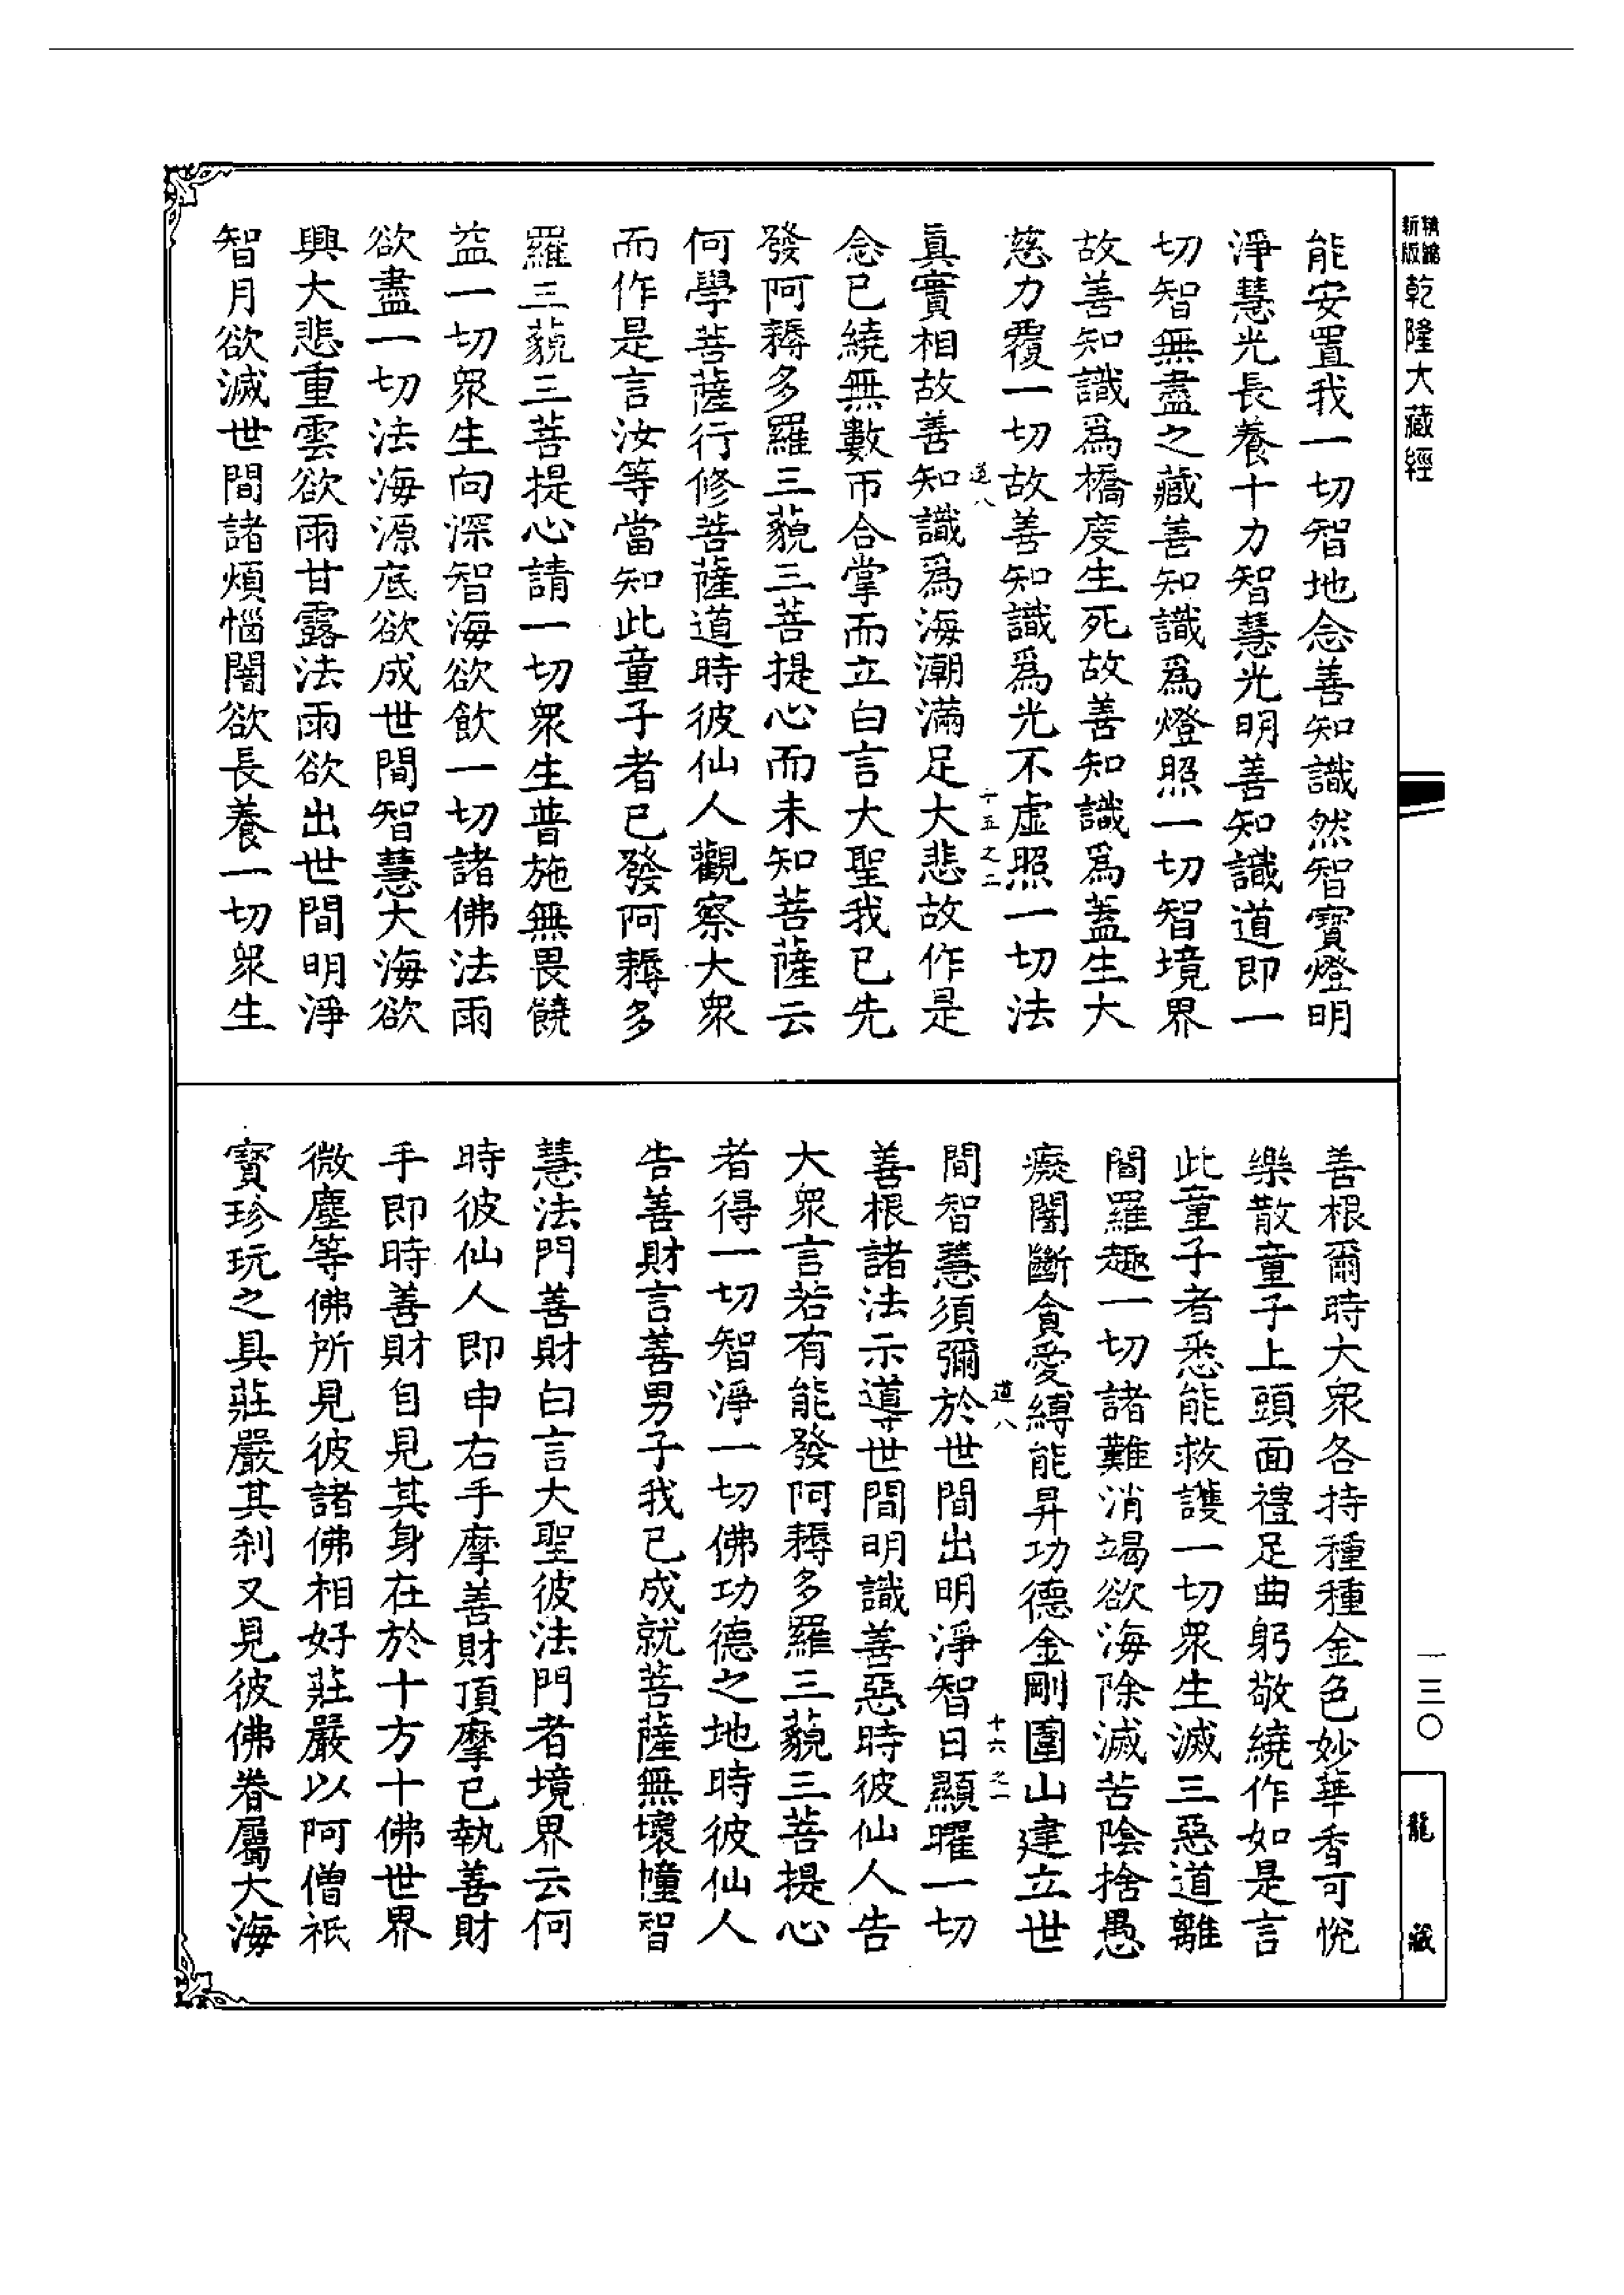 精編新版
乾隆大藏經
能安置我一切智地念善知識然智寶燈明
淨慧光長養十力智慧光明善知識道即一
切智無盡之藏善知識爲燈照一切智境界
故善知識爲橋度生死故善知識爲蓋生大
慈力覆一切故善知識爲光不虛照一切法
道八
十五之二
眞實相故善知識爲海潮滿足大悲故作是
念已繞無數帀合掌而立白言大聖我已先
發阿耨多羅三藐三菩提心而未知菩薩云
何學菩薩行修菩薩道時彼仙人觀察大衆
而作是言汝等當知此童子者已發阿耨多
羅三藐三菩提心請一切衆生普施無畏饒
益一切衆生向深智海欲飲一切諸佛法雨
欲盡一切法海源底欲成世間智慧大海欲
興大悲重雲欲雨甘露法雨欲出世間明淨
智月欲滅世間諸煩惱闇欲長養一切衆生
善根爾時大衆各持種種金色妙華香可悅
樂散童子上頭面禮足曲躬敬繞作如是言
此童子者悉能救護一切衆生滅三惡道離
閻羅趣一切諸難消竭欲海除滅苦陰捨愚
癡闇斷貪愛縛能昇功德金剛圍山建立世
道八
十六之一
間智慧須彌於世間出明淨智日顯曜一切
善根諸法示導世間明識善惡時彼仙人告
大衆言若有能發阿耨多羅三藐三菩提心
者得一切智淨一切佛功德之地時彼仙人
告善財言善男子我已成就菩薩無壞幢智
慧法門善財白言大聖彼法門者境界云何
時彼仙人即申右手摩善財頂摩已執善財
手即時善財自見其身在於十方十佛世界
微塵等佛所見彼諸佛相好莊嚴以阿僧祇
寶珍玩之具莊嚴其刹又見彼佛眷屬大海
一三〇
龍藏